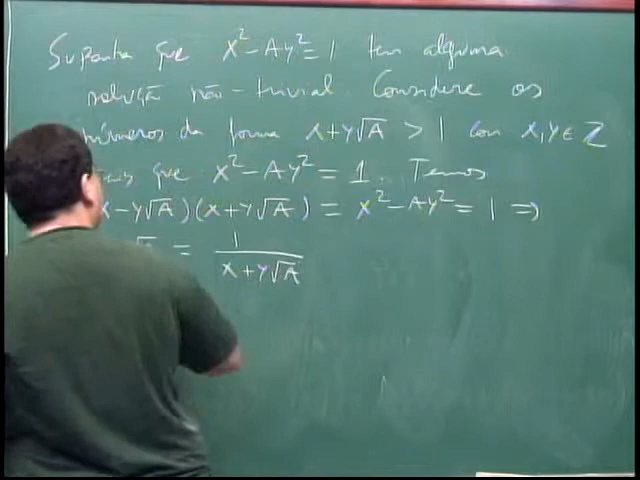 Suponha que x² - Ay² = 1 tem alguma
solução não-trivial. Considere os
números da forma x + y√A > 1 com x, y ∈ Z
que x² - Ay² = 1. Temos
x - y√A)(x + y√A) = x² - Ay² = 1 ⇒
= 1/(x + y√A)